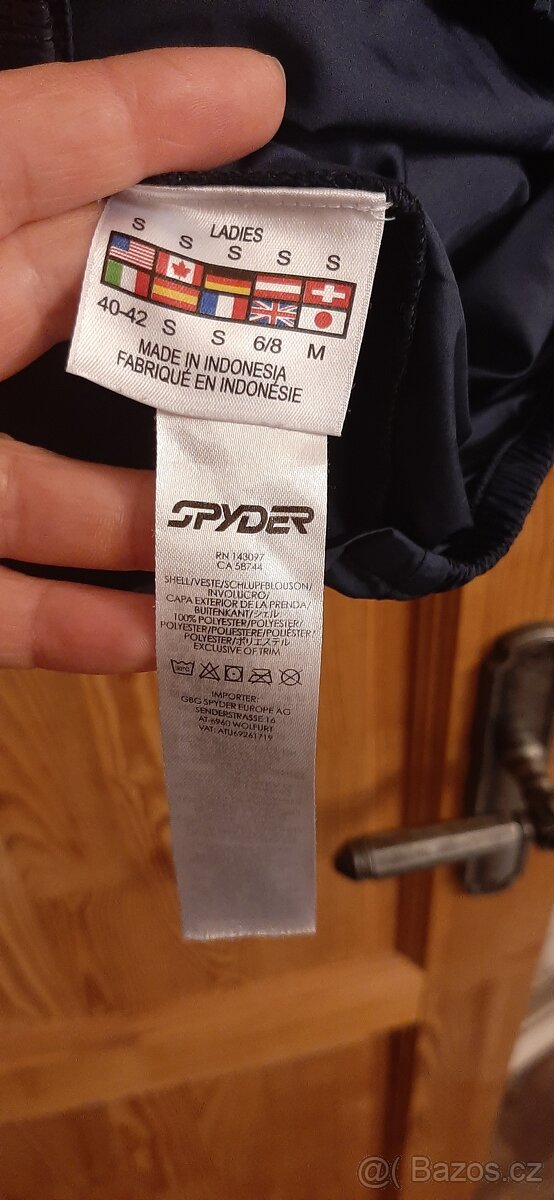 LADIES
S S S S S
40-42 S S 6/8 M
MADE IN INDONESIA
FABRIQUÉ EN INDONÉSIE
SPYDER
RN 143097
CA 58744
SHELL/VESTE/SCHLUPFBLOUSON/
INVOLUCRO/
CAPA EXTERIOR DE LA PRENDA/
BUITENKANT/シェル
100% POLYESTER/POLYESTER/
POLYESTER/POLIESTERE/POLIÉSTER/
POLYESTER/ポリエステル
EXCLUSIVE OF TRIM
30°C
IMPORTER:
GBG SPYDER EUROPE AG
SENDERSTRASSE 16
AT-6960 WOLFURT
VAT: ATU69261719
@( Bazos.cz